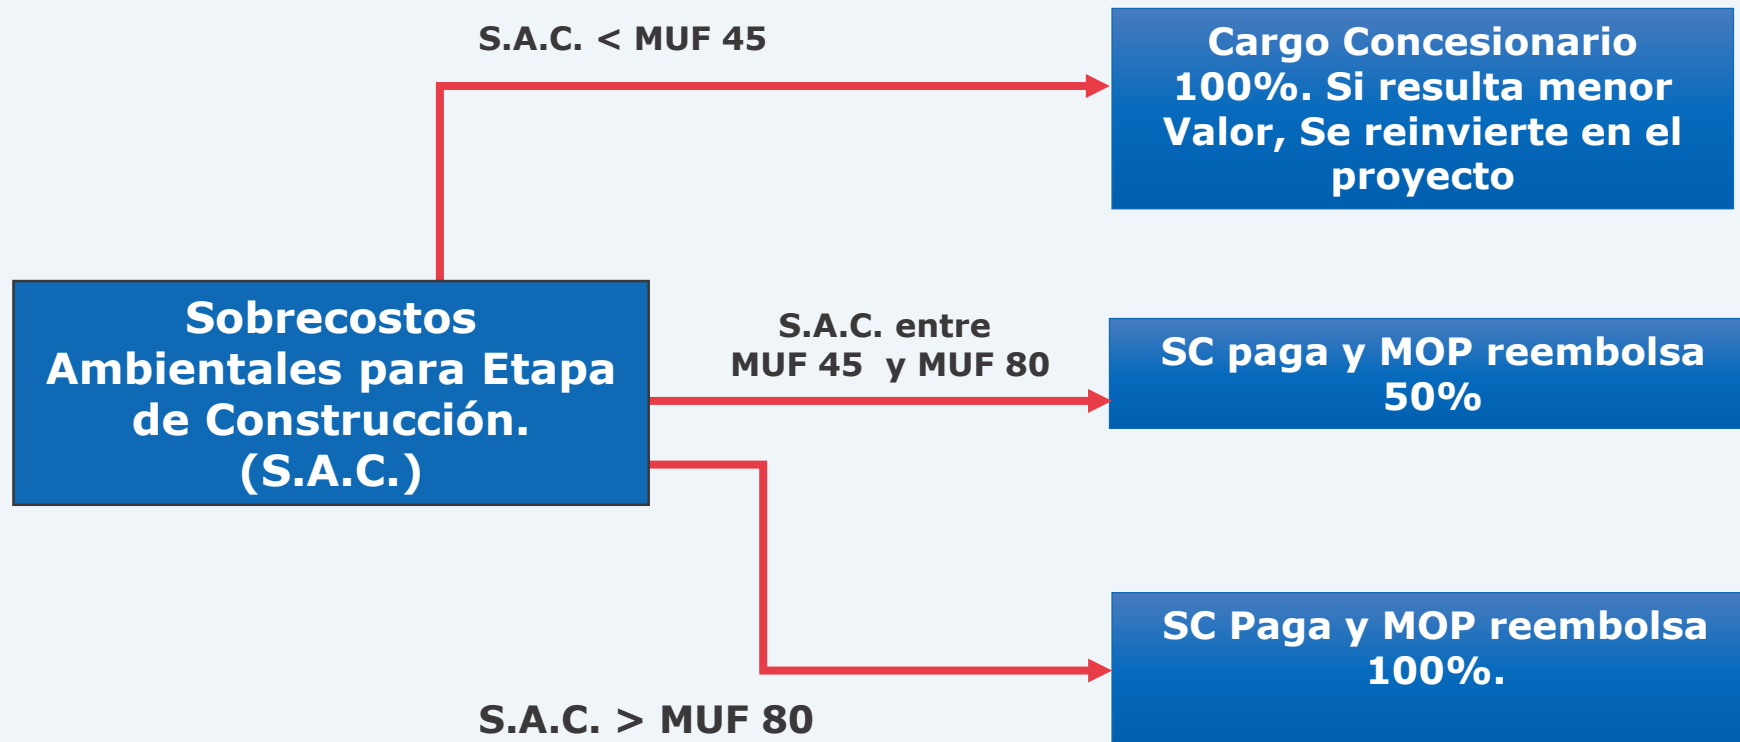 S.A.C. < MUF 45
Cargo Concesionario
100%. Si resulta menor
Valor, Se reinvierte en el
proyecto
Sobrecostos
Ambientales para Etapa
de Construcción.
(S.A.C.)
S.A.C. entre
MUF 45 y MUF 80
SC paga y MOP reembolsa
50%
SC Paga y MOP reembolsa
100%.
S.A.C. > MUF 80